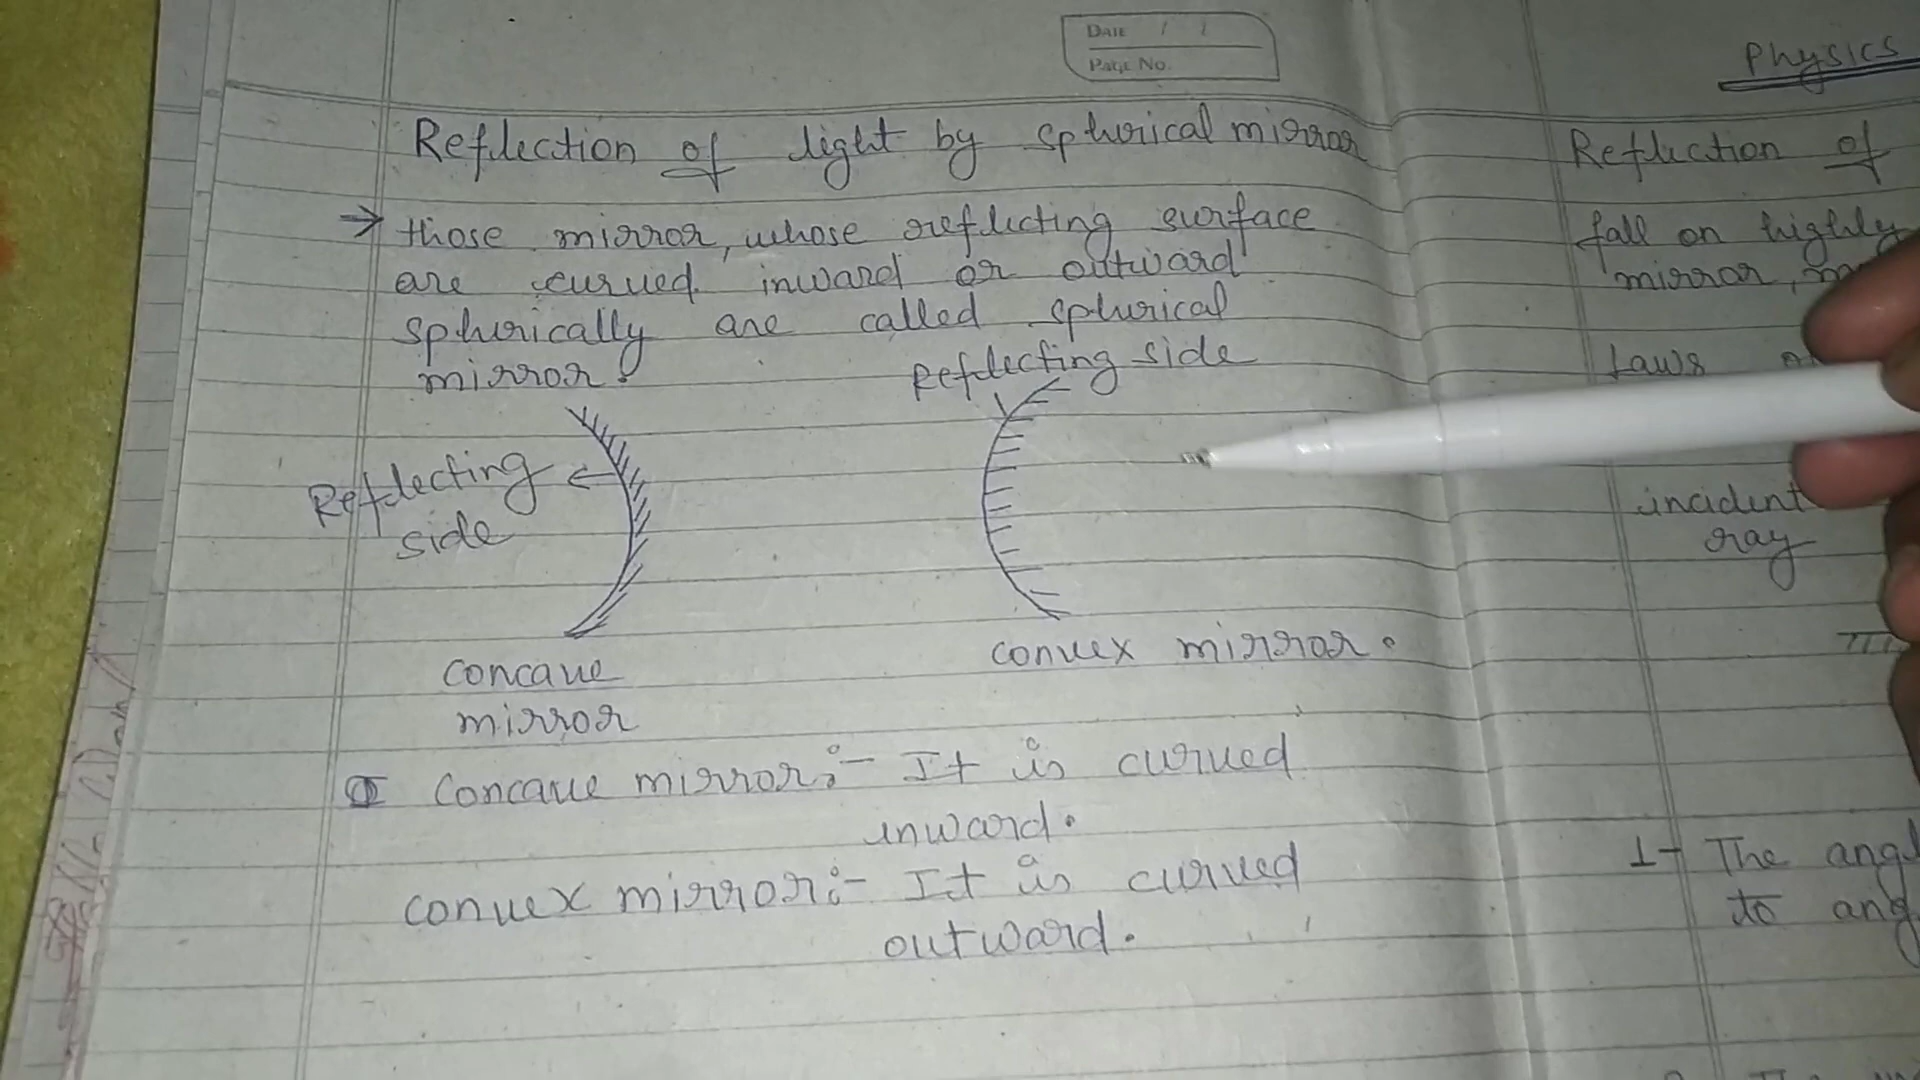 DATE / /
PAGE No.
Reflection of light by spherical mirror
→ those mirror, whose reflecting surface
are curved inward or outward
spherically are called spherical
mirror.
Reflecting side
Reflecting
side
concave
mirror
convex mirror.
Concave mirror:- It is curved
inward.
convex mirror:- It is curved
outward.
Physics
Reflection of
fall on highly
mirror,
Laws
incident
ray
1- The
to